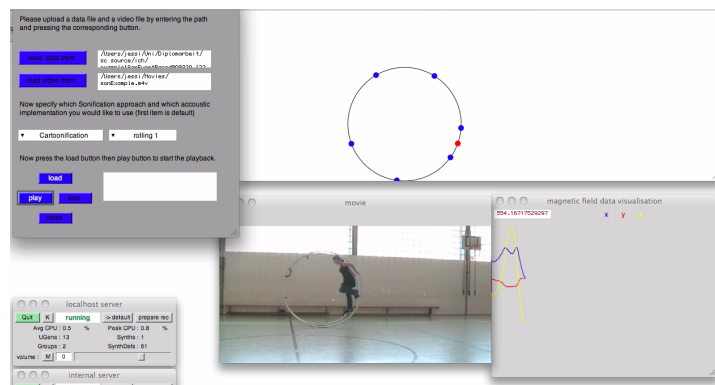 Please upload a data file and a video file by entering the path
and pressing the corresponding button.
load data from:
/Users/jessi/Uni/Diplomarbeit/
sc source/ich/
load video from:
/Users/jessi/Movies/
sonExample.m4v
Now specify which Sonification approach and which accoustic
implementation you would like to use (first item is default)
Cartoonification
rolling 1
Now press the load button then play button to start the playback.
load
play
stop
close
movie
magnetic field data visualisation
554.16717529297
x y z
localhost server
Quit K running -> default prepare rec
Avg CPU : 0.5 % Peak CPU : 0.8 %
UGens : 13 Synths : 1
Groups : 2 SynthDefs : 61
volume : M 0
internal server